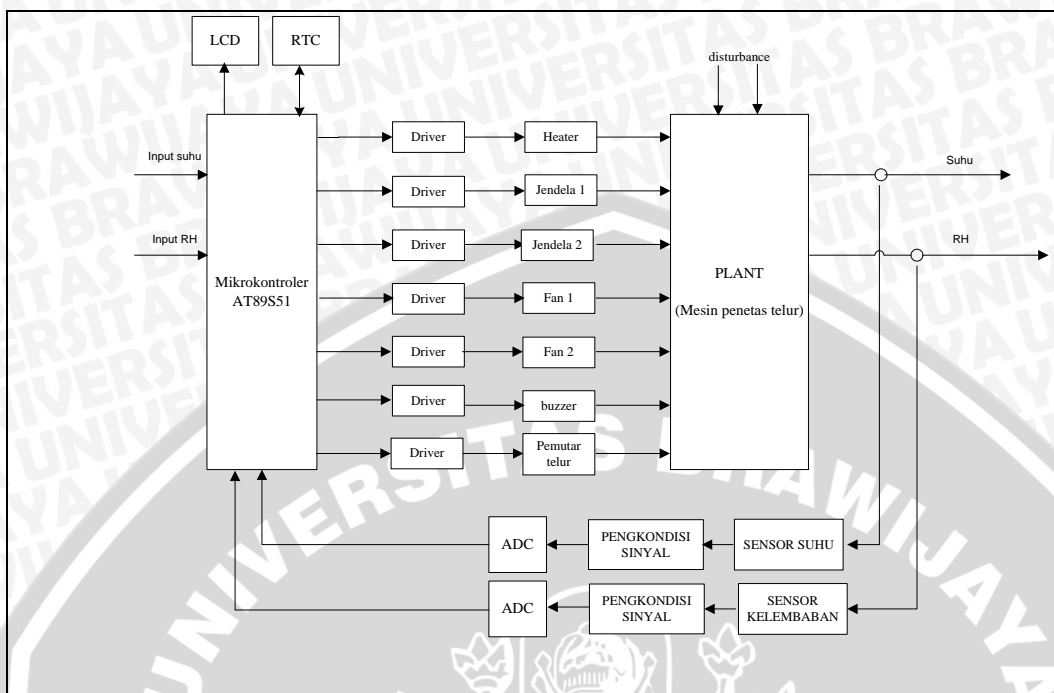 LCD
RTC
disturbance
Input suhu
Input RH
Mikrokontroler
AT89S51
Driver
Heater
Driver
Jendela 1
Driver
Jendela 2
Driver
Fan 1
Driver
Fan 2
Driver
buzzer
Driver
Pemutar
telur
PLANT
(Mesin penetas telur)
Suhu
RH
ADC
PENGKONDISI
SINYAL
SENSOR SUHU
ADC
PENGKONDISI
SINYAL
SENSOR
KELEMBABAN
UNIVERSITAS BRAWIJAYA